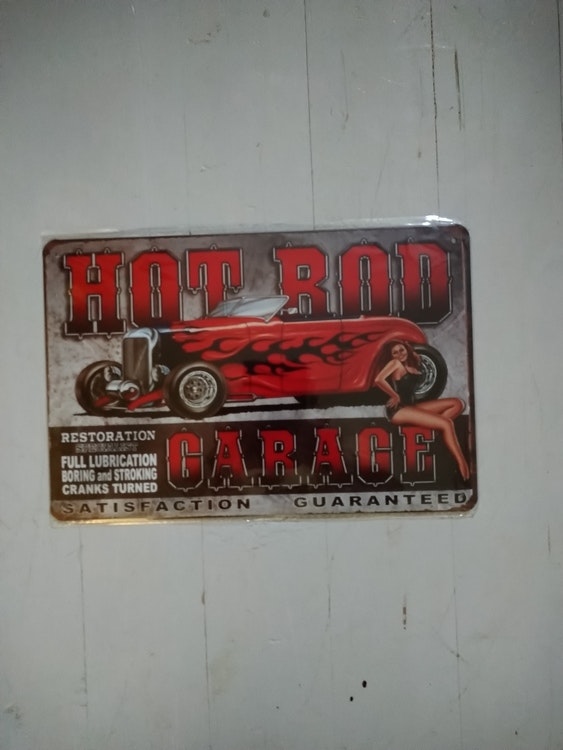 HOT ROD
GARAGE
RESTORATION
SPECIALIST
FULL LUBRICATION
BORING and STROKING
CRANKS TURNED
SATISFACTION GUARANTEED